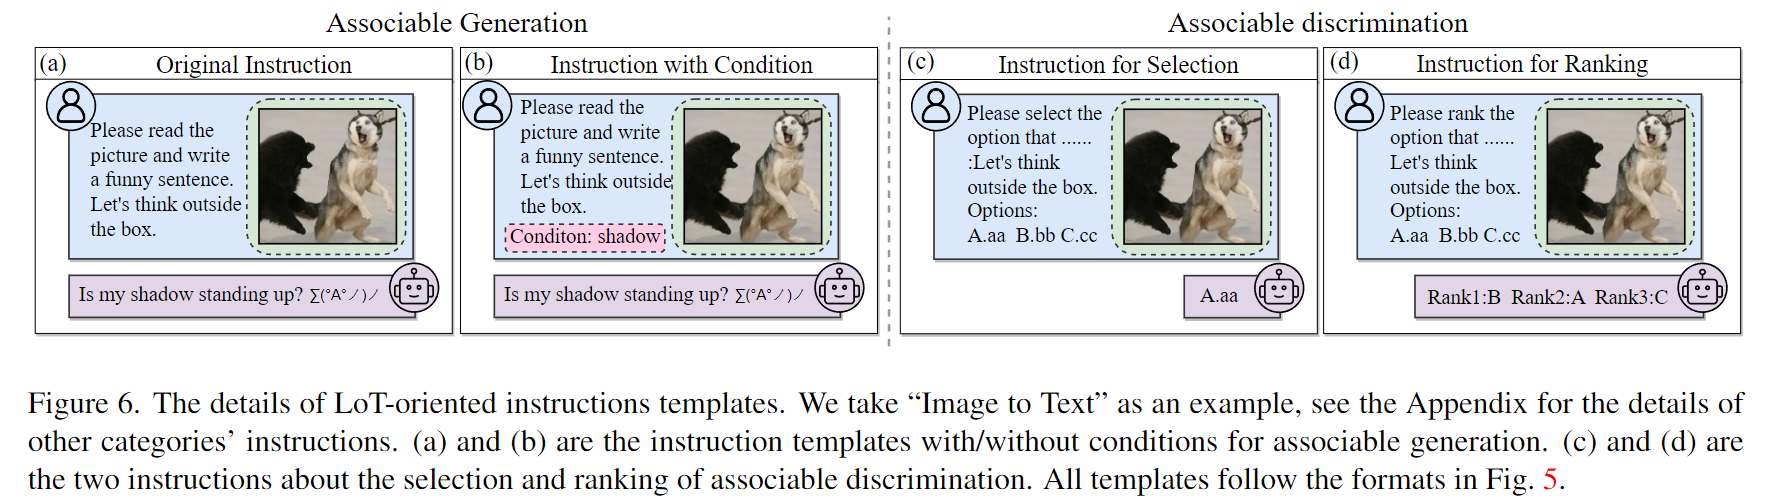 Associable Generation
Associable discrimination
(a) Original Instruction
Please read the
picture and write
a funny sentence.
Let's think outside
the box.
Is my shadow standing up? ∑(°A°ノ)ノ
(b) Instruction with Condition
Please read the
picture and write
a funny sentence.
Let's think outside
the box.
Conditon: shadow
Is my shadow standing up? ∑(°A°ノ)ノ
(c) Instruction for Selection
Please select the
option that ......
:Let's think
outside the box.
Options:
A.aa B.bb C.cc
A.aa
(d) Instruction for Ranking
Please rank the
option that ......
Let's think
outside the box.
Options:
A.aa B.bb C.cc
Rank1:B Rank2:A Rank3:C
Figure 6. The details of LoT-oriented instructions templates. We take “Image to Text” as an example, see the Appendix for the details of
other categories’ instructions. (a) and (b) are the instruction templates with/without conditions for associable generation. (c) and (d) are
the two instructions about the selection and ranking of associable discrimination. All templates follow the formats in Fig. 5.